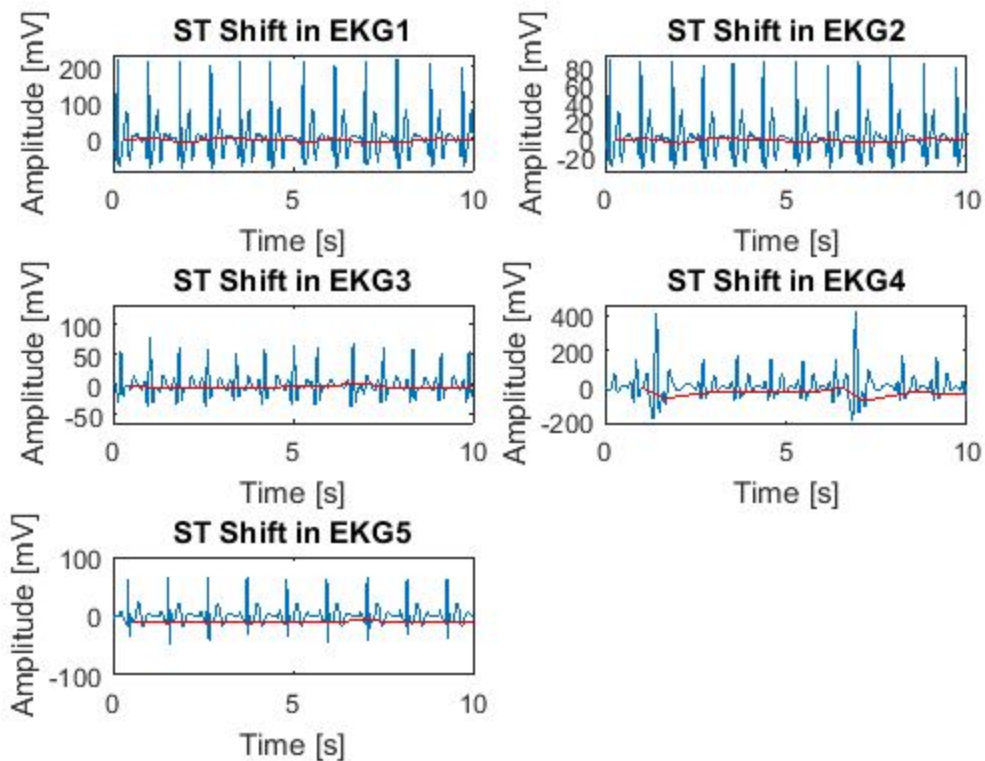 ST Shift in EKG1
Amplitude [mV]
200
100
0
0
5
10
Time [s]
ST Shift in EKG2
Amplitude [mV]
80
60
40
20
0
-20
0
5
10
Time [s]
ST Shift in EKG3
Amplitude [mV]
100
50
0
-50
0
5
10
Time [s]
ST Shift in EKG4
Amplitude [mV]
400
200
0
-200
0
5
10
Time [s]
ST Shift in EKG5
Amplitude [mV]
100
0
-100
0
5
10
Time [s]